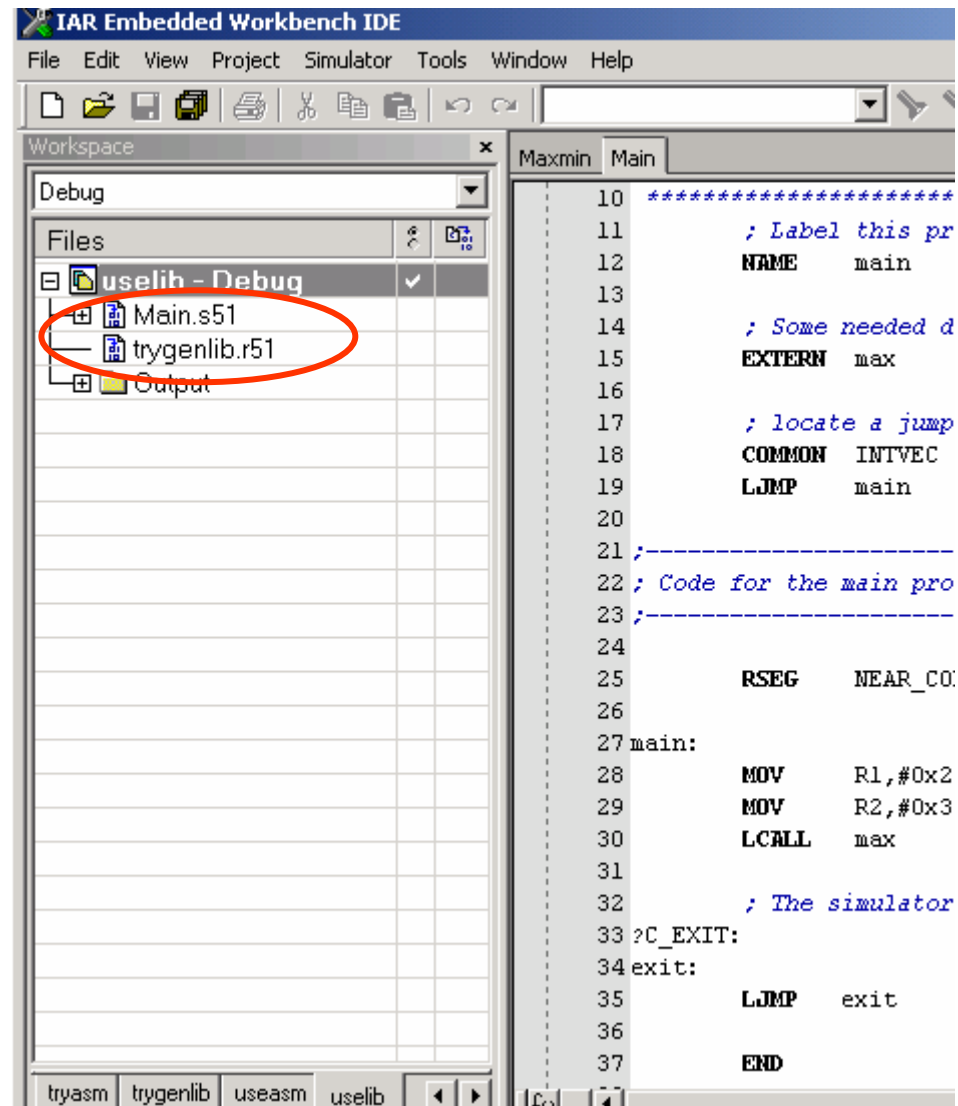 IAR Embedded Workbench IDE
File Edit View Project Simulator Tools Window Help
Workspace
Debug
Files
uselib - Debug
Main.s51
trygenlib.r51
Output
tryasm trygenlib useasm uselib
Maxmin Main
10 **********************
11 ; Label this pr
12 NAME main
13
14 ; Some needed d
15 EXTERN max
16
17 ; locate a jump
18 COMMON INTVEC
19 LJMP main
20
21 ;----------------------
22 ; Code for the main pro
23 ;----------------------
24
25 RSEG NEAR_CO
26
27 main:
28 MOV R1,#0x2
29 MOV R2,#0x3
30 LCALL max
31
32 ; The simulator
33 ?C_EXIT:
34 exit:
35 LJMP exit
36
37 END